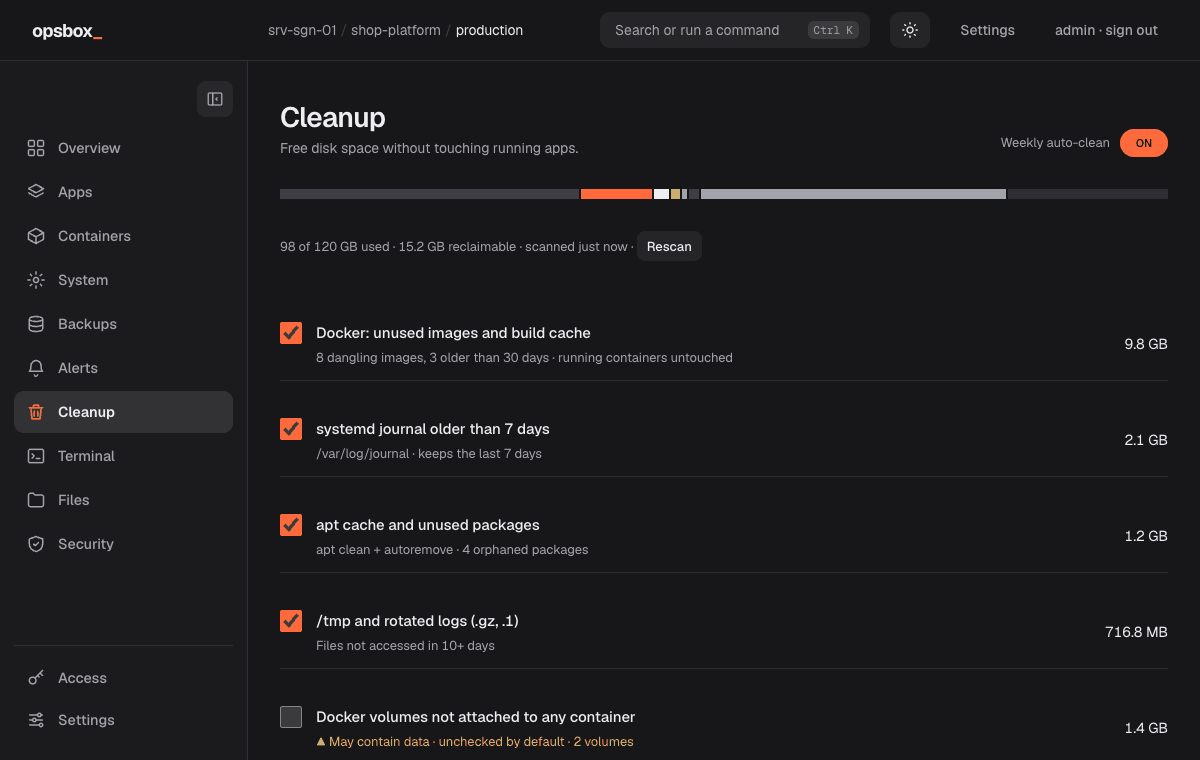 opsbox_
srv-sgn-01 / shop-platform / production
Search or run a command Ctrl K
Settings
admin · sign out
Overview
Apps
Containers
System
Backups
Alerts
Cleanup
Terminal
Files
Security
Access
Settings
Cleanup
Free disk space without touching running apps.
Weekly auto-clean ON
98 of 120 GB used · 15.2 GB reclaimable · scanned just now · Rescan
Docker: unused images and build cache
8 dangling images, 3 older than 30 days · running containers untouched
9.8 GB
systemd journal older than 7 days
/var/log/journal · keeps the last 7 days
2.1 GB
apt cache and unused packages
apt clean + autoremove · 4 orphaned packages
1.2 GB
/tmp and rotated logs (.gz, .1)
Files not accessed in 10+ days
716.8 MB
Docker volumes not attached to any container
▲ May contain data · unchecked by default · 2 volumes
1.4 GB